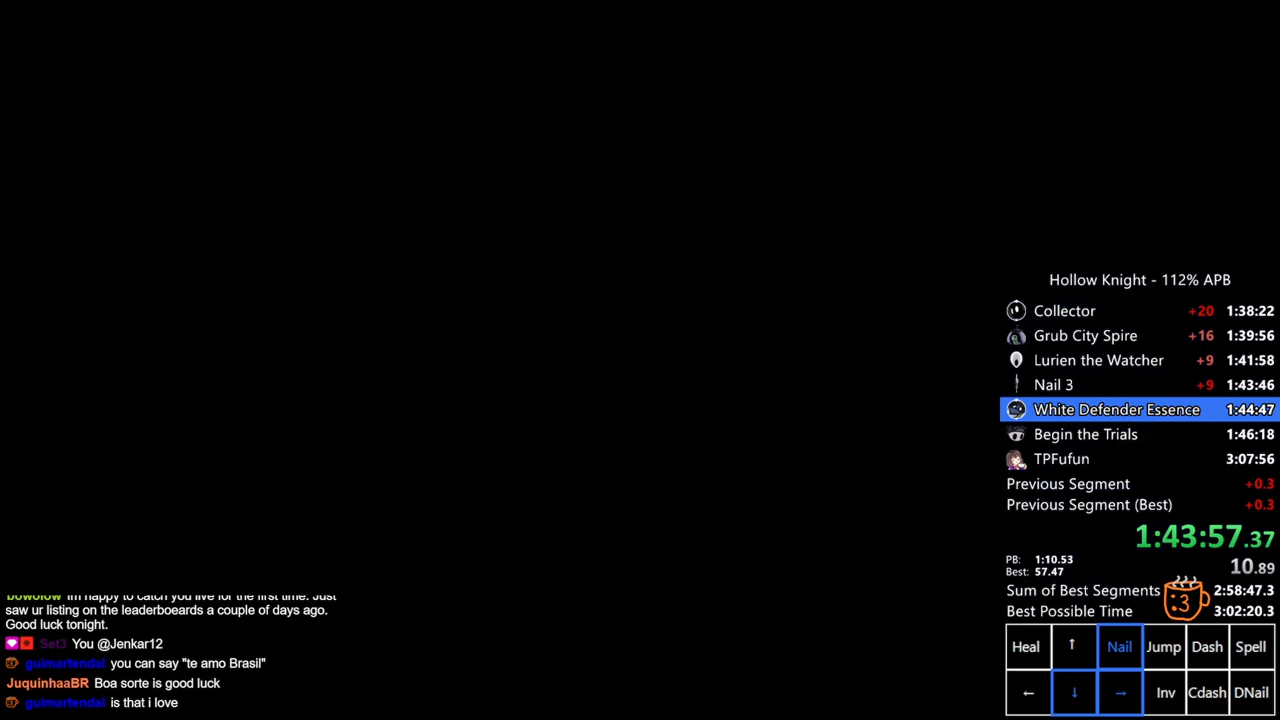 Hollow Knight - 112% APB
Collector +20 1:38:22
Grub City Spire +16 1:39:56
Lurien the Watcher +9 1:41:58
Nail 3 +9 1:43:46
White Defender Essence 1:44:47
Begin the Trials 1:46:18
TPFufun 3:07:56
Previous Segment +0.3
Previous Segment (Best) +0.3
1:43:57.37
PB: 1:10.53
Best: 57.47
10.89
Sum of Best Segments 2:58:47.3
Best Possible Time 3:02:20.3
:3
Heal ↑ Nail Jump Dash Spell
← ↓ → Inv Cdash DNail
bowolow im happy to catch you live for the first time. Just
saw ur listing on the leaderboeards a couple of days ago.
Good luck tonight.
Set3 You @Jenkar12
guimartendal you can say "te amo Brasil"
JuquinhaaBR Boa sorte is good luck
guimartendal is that i love